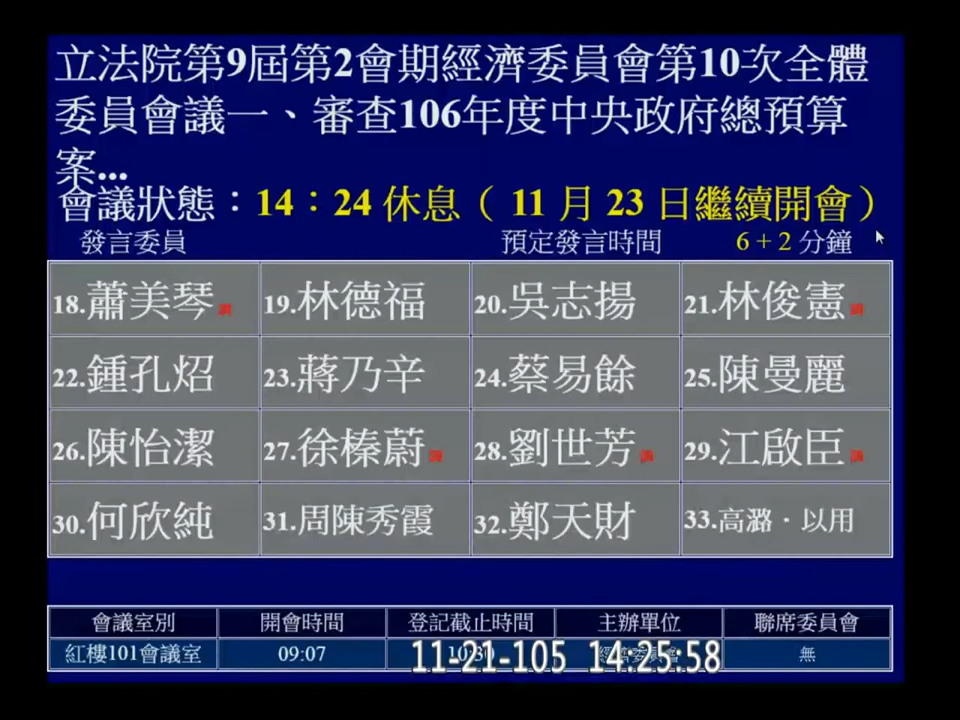 立法院第9屆第2會期經濟委員會第10次全體
委員會議一、審查106年度中央政府總預算
案...
會議狀態：14：24 休息（ 11 月 23 日繼續開會）
發言委員 預定發言時間 6 + 2 分鐘
18.蕭美琴 19.林德福 20.吳志揚 21.林俊憲
22.鍾孔炤 23.蔣乃辛 24.蔡易餘 25.陳曼麗
26.陳怡潔 27.徐榛蔚 28.劉世芳 29.江啟臣
30.何欣純 31.周陳秀霞 32.鄭天財 33.高潞．以用
會議室別 開會時間 登記截止時間 主辦單位 聯席委員會
紅樓101會議室 09:07 10:30 經濟委員會 無
11-21-105 14:25:58